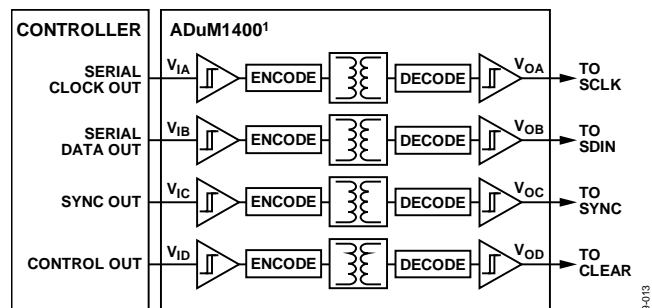 CONTROLLER
ADuM1400¹
SERIAL CLOCK OUT
V_IA
ENCODE
DECODE
V_OA
TO SCLK
SERIAL DATA OUT
V_IB
ENCODE
DECODE
V_OB
TO SDIN
SYNC OUT
V_IC
ENCODE
DECODE
V_OC
TO SYNC
CONTROL OUT
V_ID
ENCODE
DECODE
V_OD
TO CLEAR